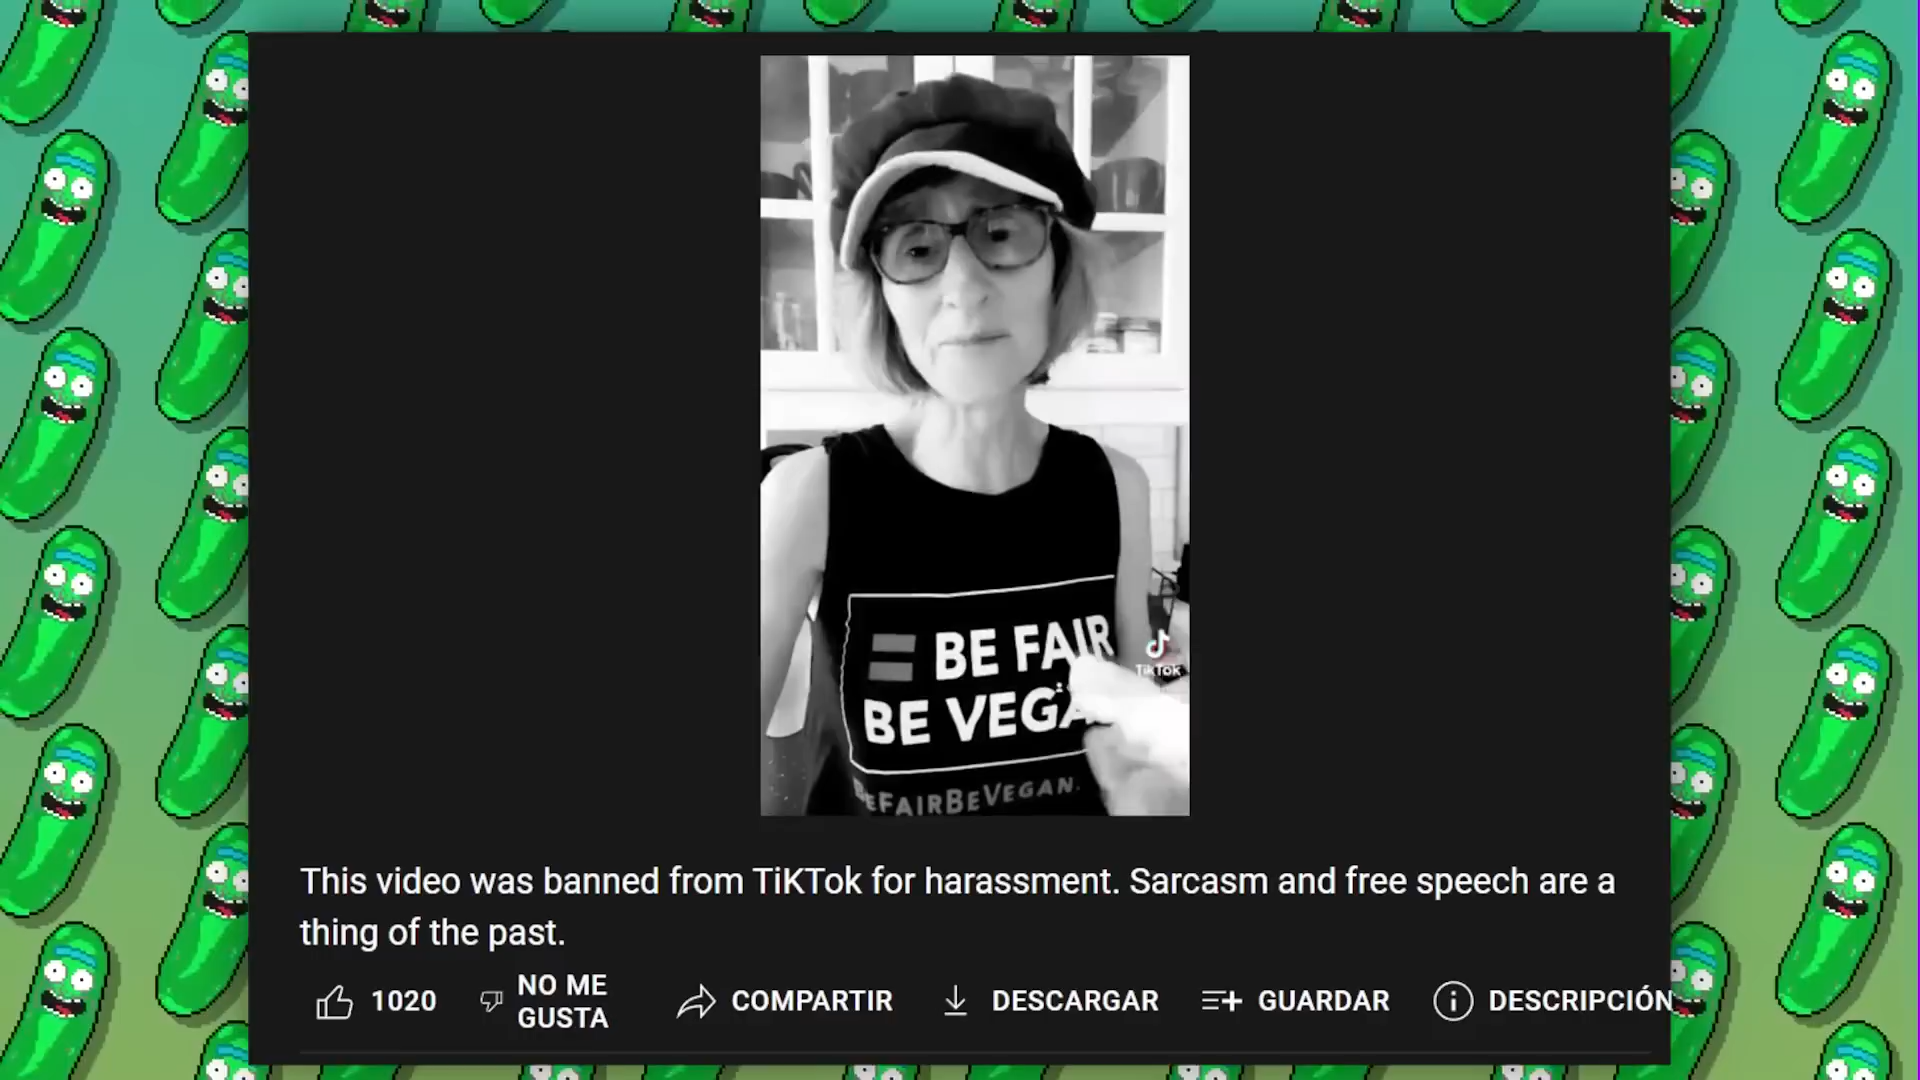 = BE FAIR
BE VEGA
TikTok
BEFAIRBEVEGAN.
This video was banned from TiKTok for harassment. Sarcasm and free speech are a
thing of the past.
1020
NO ME
GUSTA
COMPARTIR
DESCARGAR
GUARDAR
DESCRIPCIÓN